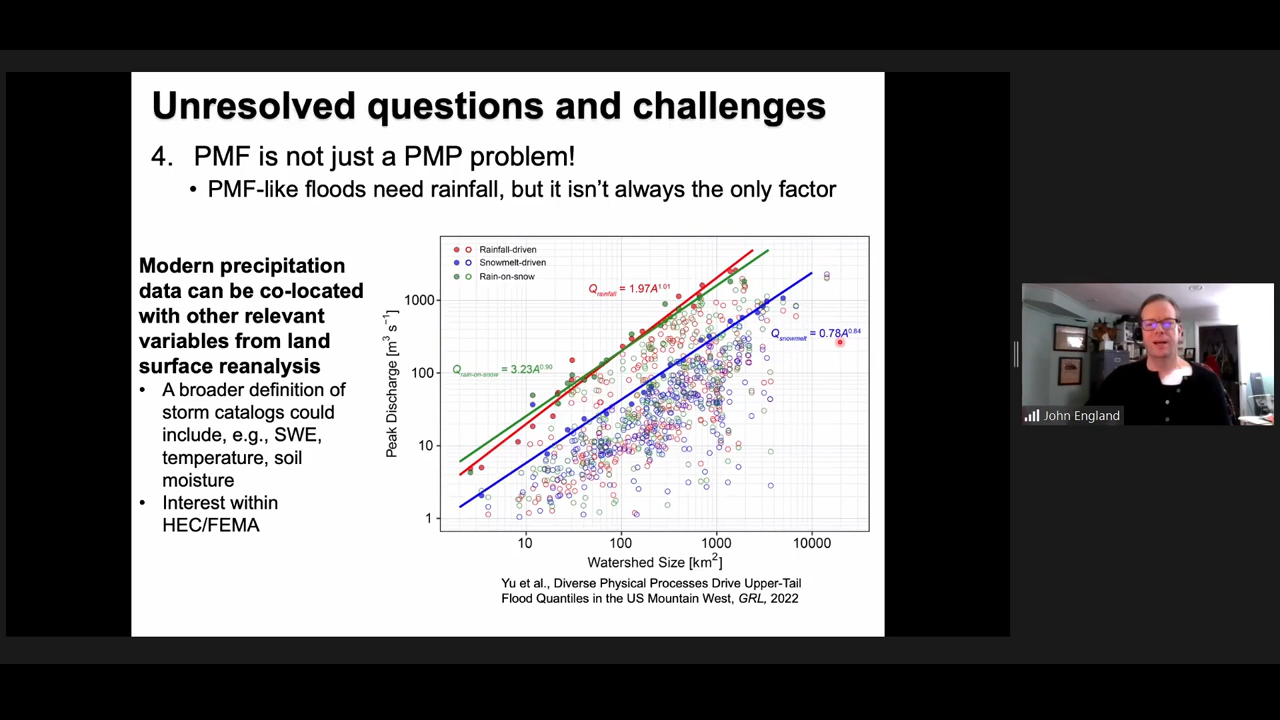 Unresolved questions and challenges
4. PMF is not just a PMP problem!
• PMF-like floods need rainfall, but it isn't always the only factor
Modern precipitation
data can be co-located
with other relevant
variables from land
surface reanalysis
• A broader definition of
storm catalogs could
include, e.g., SWE,
temperature, soil
moisture
• Interest within
HEC/FEMA
Rainfall-driven
Snowmelt-driven
Rain-on-snow
Qrainfall = 1.97A^1.01
Qsnowmelt = 0.78A^0.84
Qrain-on-snow = 3.23A^0.90
Peak Discharge [m³ s⁻¹]
1000
100
10
1
10 100 1000 10000
Watershed Size [km²]
Yu et al., Diverse Physical Processes Drive Upper-Tail
Flood Quantiles in the US Mountain West, GRL, 2022
John England